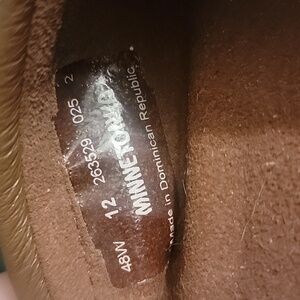 025 2
263529
12
48W
MINNETONKA
Made in Dominican Republic